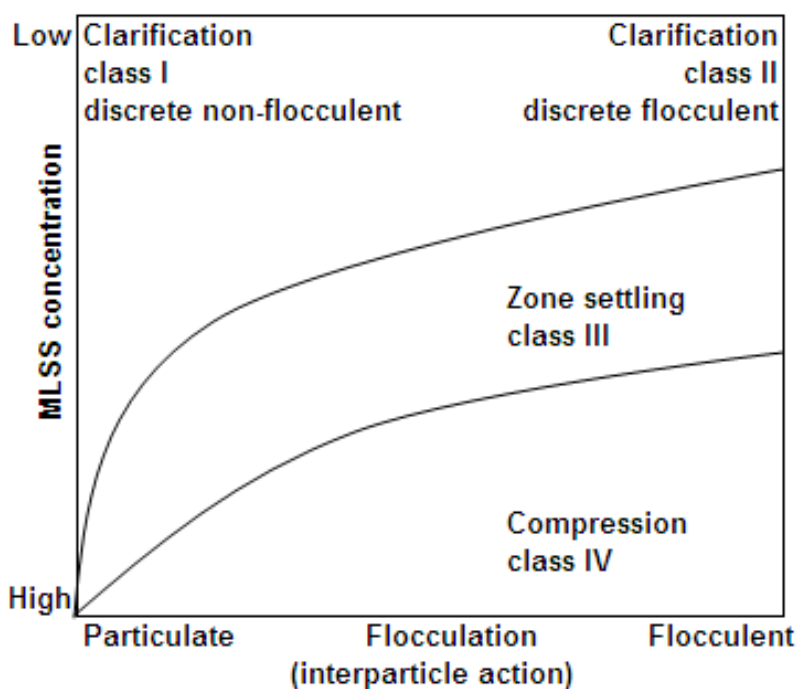 Low
Clarification
class I
discrete non-flocculent
Clarification
class II
discrete flocculent
MLSS concentration
Zone settling
class III
Compression
class IV
High
Particulate
Flocculation
Flocculent
(interparticle action)